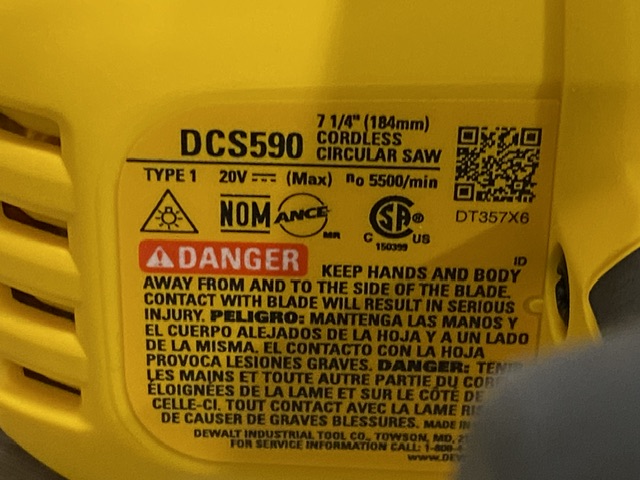 DCS590 7 1/4" (184mm)
CORDLESS
CIRCULAR SAW
TYPE 1 20V ⎓ (Max) no 5500/min
DT357X6
NOM ANCE MR
C SA ® US
150399
ID
DANGER KEEP HANDS AND BODY
AWAY FROM AND TO THE SIDE OF THE BLADE.
CONTACT WITH BLADE WILL RESULT IN SERIOUS
INJURY. PELIGRO: MANTENGA LAS MANOS Y
EL CUERPO ALEJADOS DE LA HOJA Y A UN LADO
DE LA MISMA. EL CONTACTO CON LA HOJA
PROVOCA LESIONES GRAVES. DANGER:
LES MAINS ET TOUTE AUTRE PARTIE DU
ÉLOIGNÉES DE LA LAME ET SUR LE CÔTÉ DE
CELLE-CI. TOUT CONTACT AVEC LA LAME
DE CAUSER DE GRAVES BLESSURES. MADE IN
DEWALT INDUSTRIAL TOOL CO., TOWSON, MD,
FOR SERVICE INFORMATION CALL: